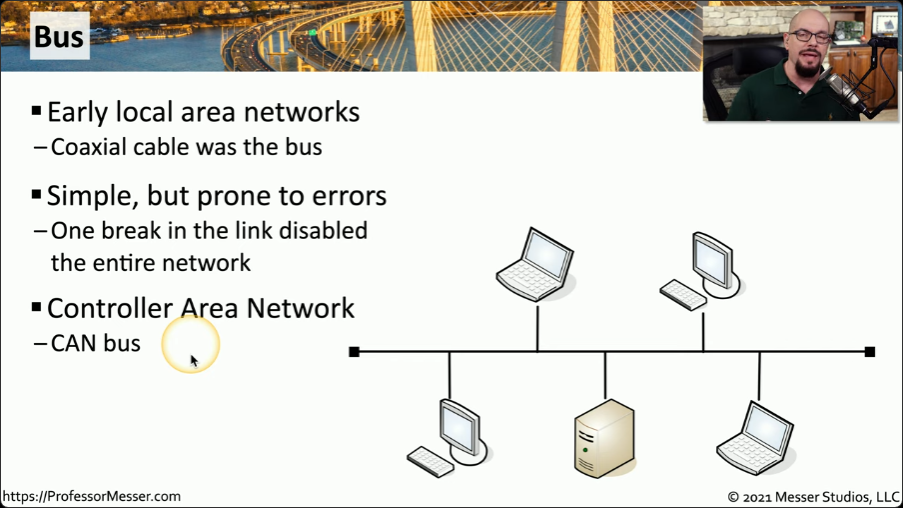 Bus
Early local area networks
–Coaxial cable was the bus
Simple, but prone to errors
–One break in the link disabled
the entire network
Controller Area Network
–CAN bus
https://ProfessorMesser.com
© 2021 Messer Studios, LLC